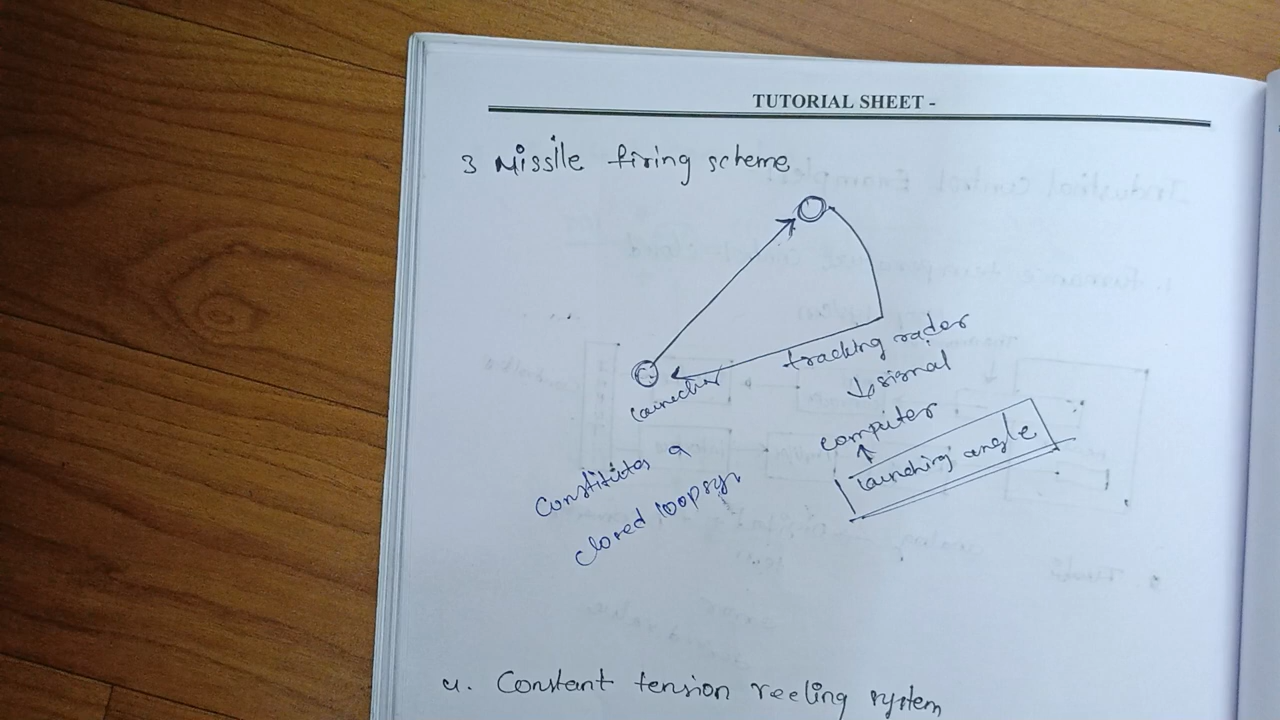 TUTORIAL SHEET -
3 Missile firing scheme
tracking radar
↓ signal
computer
↑
launching angle
launcher
Constitutes a
closed loop sys.
4. Constant tension reeling system